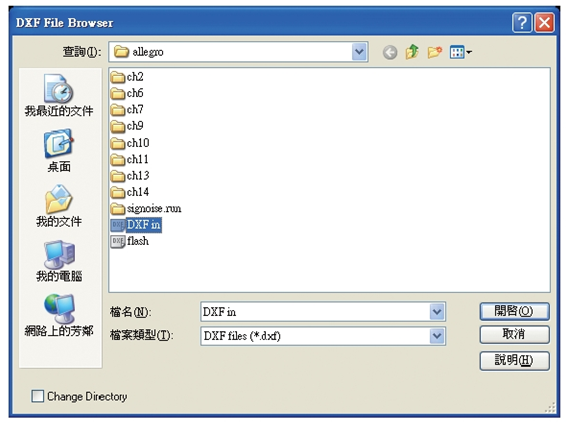 DXF File Browser
查詢(I):
allegro
我最近的文件
桌面
我的文件
我的電腦
網路上的芳鄰
ch2
ch6
ch7
ch9
ch10
ch11
ch13
ch14
signoise.run
DXF in
flash
檔名(N):
DXF in
開啓(O)
檔案類型(T):
DXF files (*.dxf)
取消
說明(H)
Change Directory